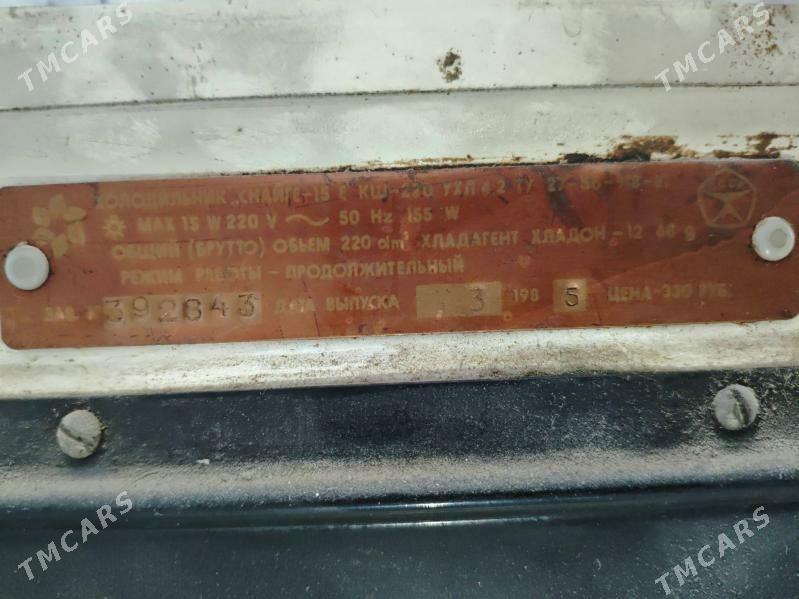 TMCARS TMCARS
ХОЛОДИЛЬНИК „СНАЙГЕ-15 Е КШ-220 УХЛ 4.2 ТУ
MAX 15 W 220 V ~ 50 Hz 155 W
ОБЩИЙ (БРУТТО) ОБЪЕМ 220 dm³ ХЛАДАГЕНТ ХЛАДОН-12 g
РЕЖИМ РАБОТЫ – ПРОДОЛЖИТЕЛЬНЫЙ
ЗАВ. 392843 ДАТА ВЫПУСКА 3 198 5 ЦЕНА-330 РУБ.
TMCARS TMCARS